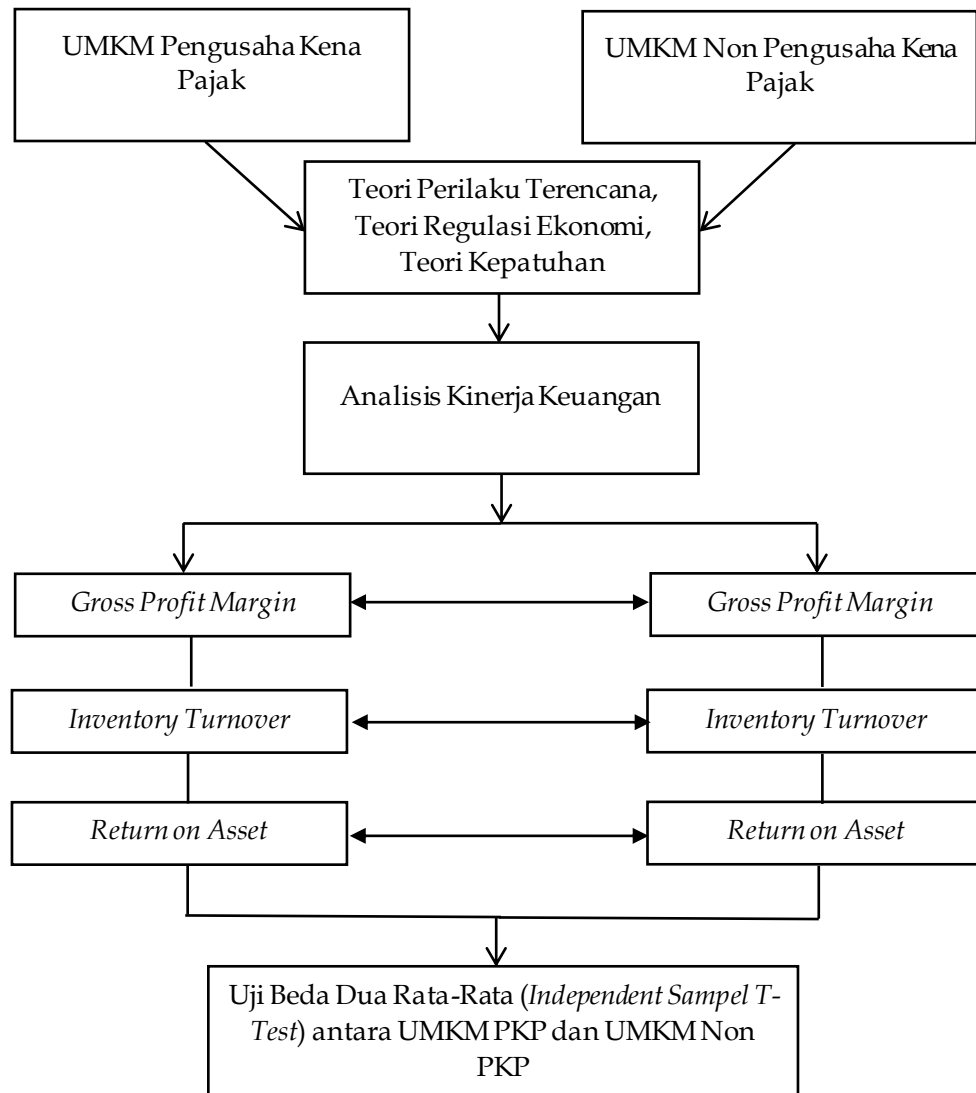 UMKM Pengusaha Kena
Pajak
UMKM Non Pengusaha Kena
Pajak
Teori Perilaku Terencana,
Teori Regulasi Ekonomi,
Teori Kepatuhan
Analisis Kinerja Keuangan
Gross Profit Margin
Gross Profit Margin
Inventory Turnover
Inventory Turnover
Return on Asset
Return on Asset
Uji Beda Dua Rata-Rata (Independent Sampel T-
Test) antara UMKM PKP dan UMKM Non
PKP